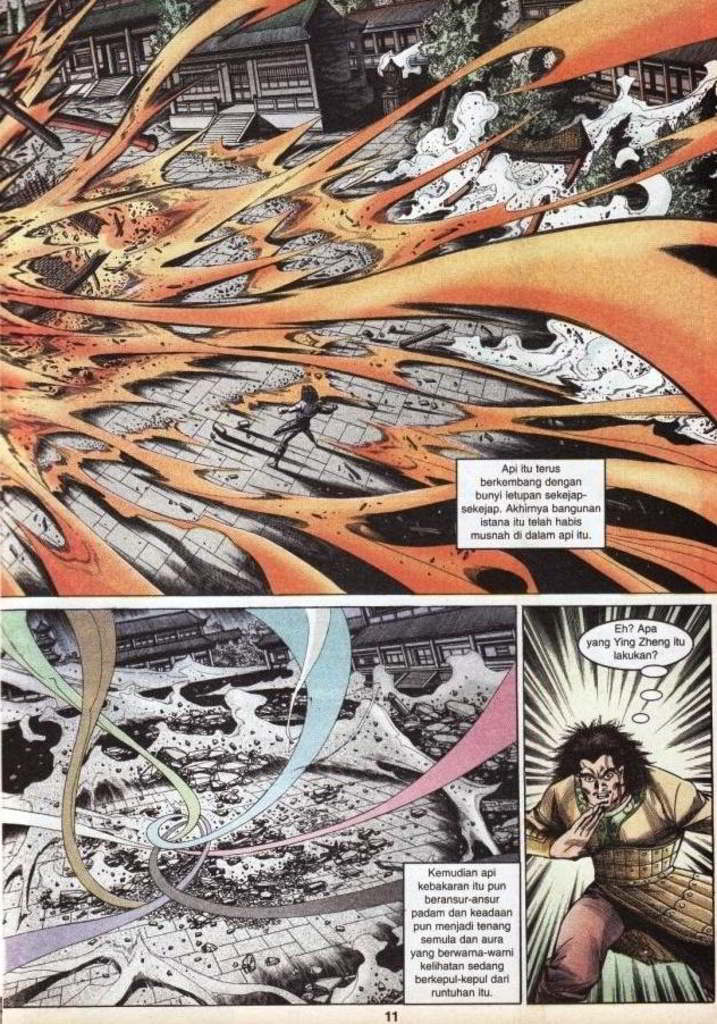 Api itu terus
berkembang dengan
bunyi letupan sekejap-
sekejap. Akhirnya bangunan
istana itu telah habis
musnah di dalam api itu.
Eh? Apa
yang Ying Zheng itu
lakukan?
Kemudian api
kebakaran itu pun
beransur-ansur
padam dan keadaan
pun menjadi tenang
semula dan aura
yang berwarna-warni
kelihatan sedang
berkepul-kepul dari
runtuhan itu.
11